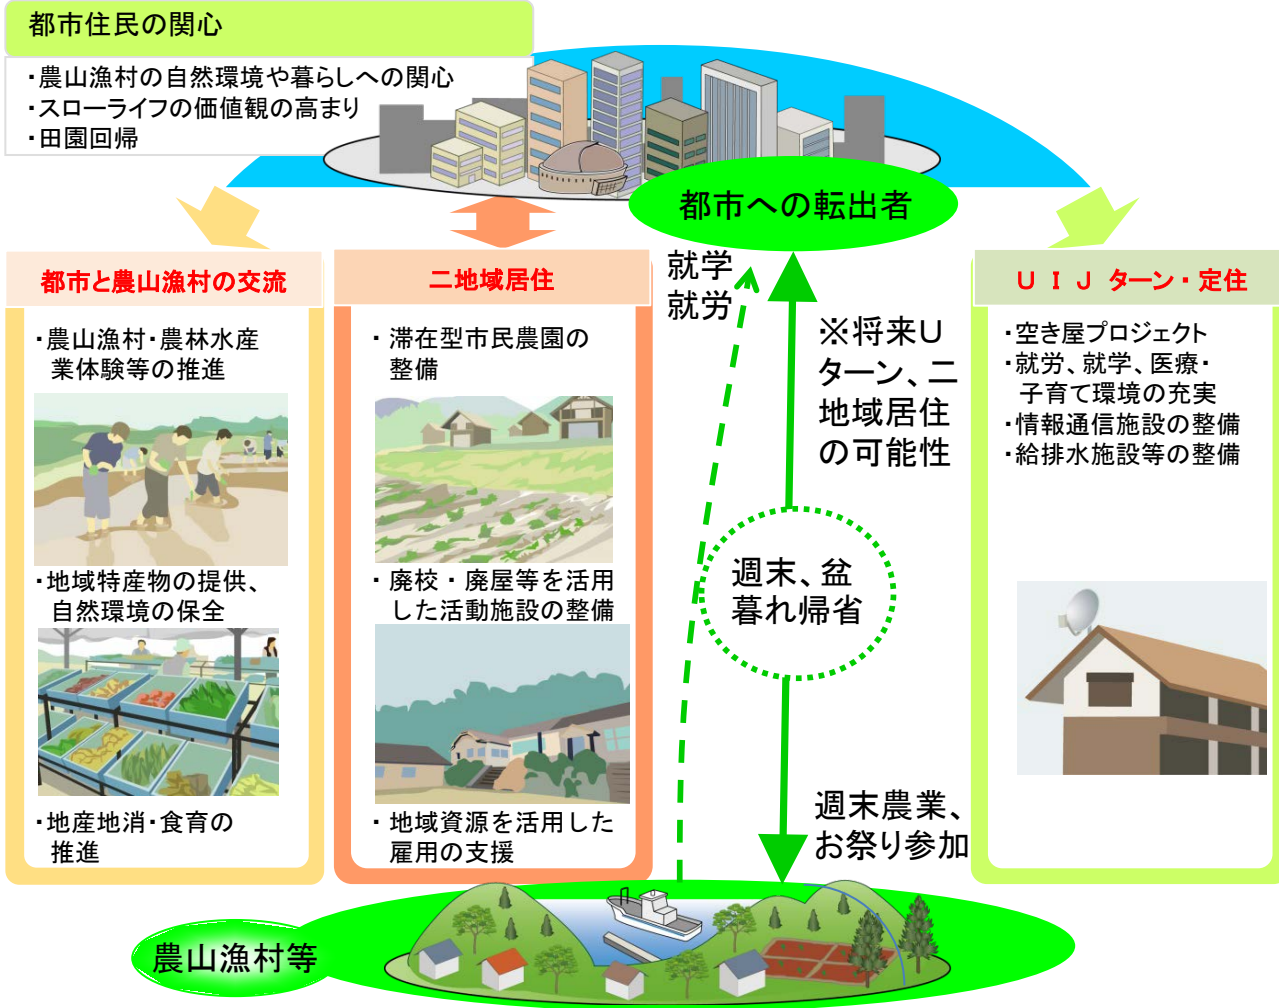 都市住民の関心
・農山漁村の自然環境や暮らしへの関心
・スローライフの価値観の高まり
・田園回帰
都市への転出者
都市と農山漁村の交流
・農山漁村・農林水産
業体験等の推進
・地域特産物の提供、
自然環境の保全
・地産地消・食育の
推進
二地域居住
・滞在型市民農園の
整備
・廃校・廃屋等を活用
した活動施設の整備
・地域資源を活用した
雇用の支援
就学
就労
※将来U
ターン、二
地域居住
の可能性
週末、盆
暮れ帰省
週末農業、
お祭り参加
U I J ターン・定住
・空き屋プロジェクト
・就労、就学、医療・
子育て環境の充実
・情報通信施設の整備
・給排水施設等の整備
農山漁村等